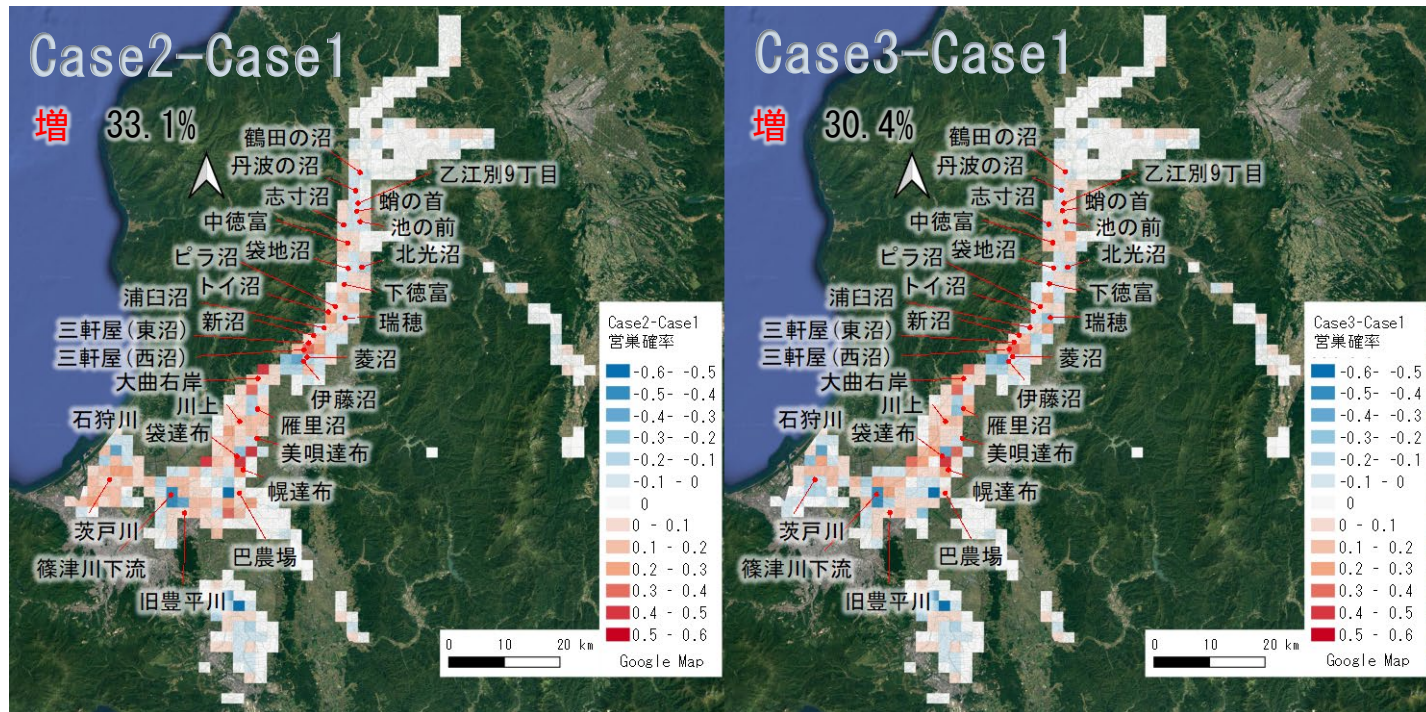 Case2-Case1
増 33.1%
鶴田の沼
丹波の沼
乙江別9丁目
志寸沼
蛸の首
中徳富
池の前
袋地沼
北光沼
ピラ沼
トイ沼
下徳富
浦臼沼
新沼
瑞穂
三軒屋(東沼)
三軒屋(西沼)
菱沼
大曲右岸
伊藤沼
川上
石狩川
雁里沼
袋達布
美唄達布
幌達布
茨戸川
篠津川下流
巴農場
旧豊平川
Case2-Case1
営巣確率
-0.6- -0.5
-0.5- -0.4
-0.4- -0.3
-0.3- -0.2
-0.2- -0.1
-0.1 - 0
0
0 - 0.1
0.1 - 0.2
0.2 - 0.3
0.3 - 0.4
0.4 - 0.5
0.5 - 0.6
0 10 20 km
Google Map
Case3-Case1
増 30.4%
鶴田の沼
丹波の沼
乙江別9丁目
志寸沼
蛸の首
中徳富
池の前
袋地沼
北光沼
ピラ沼
トイ沼
下徳富
浦臼沼
新沼
瑞穂
三軒屋(東沼)
三軒屋(西沼)
菱沼
大曲右岸
伊藤沼
川上
石狩川
雁里沼
袋達布
美唄達布
幌達布
茨戸川
篠津川下流
巴農場
旧豊平川
Case3-Case1
営巣確率
-0.6- -0.5
-0.5- -0.4
-0.4- -0.3
-0.3- -0.2
-0.2- -0.1
-0.1 - 0
0
0 - 0.1
0.1 - 0.2
0.2 - 0.3
0.3 - 0.4
0.4 - 0.5
0.5 - 0.6
0 10 20 km
Google Map